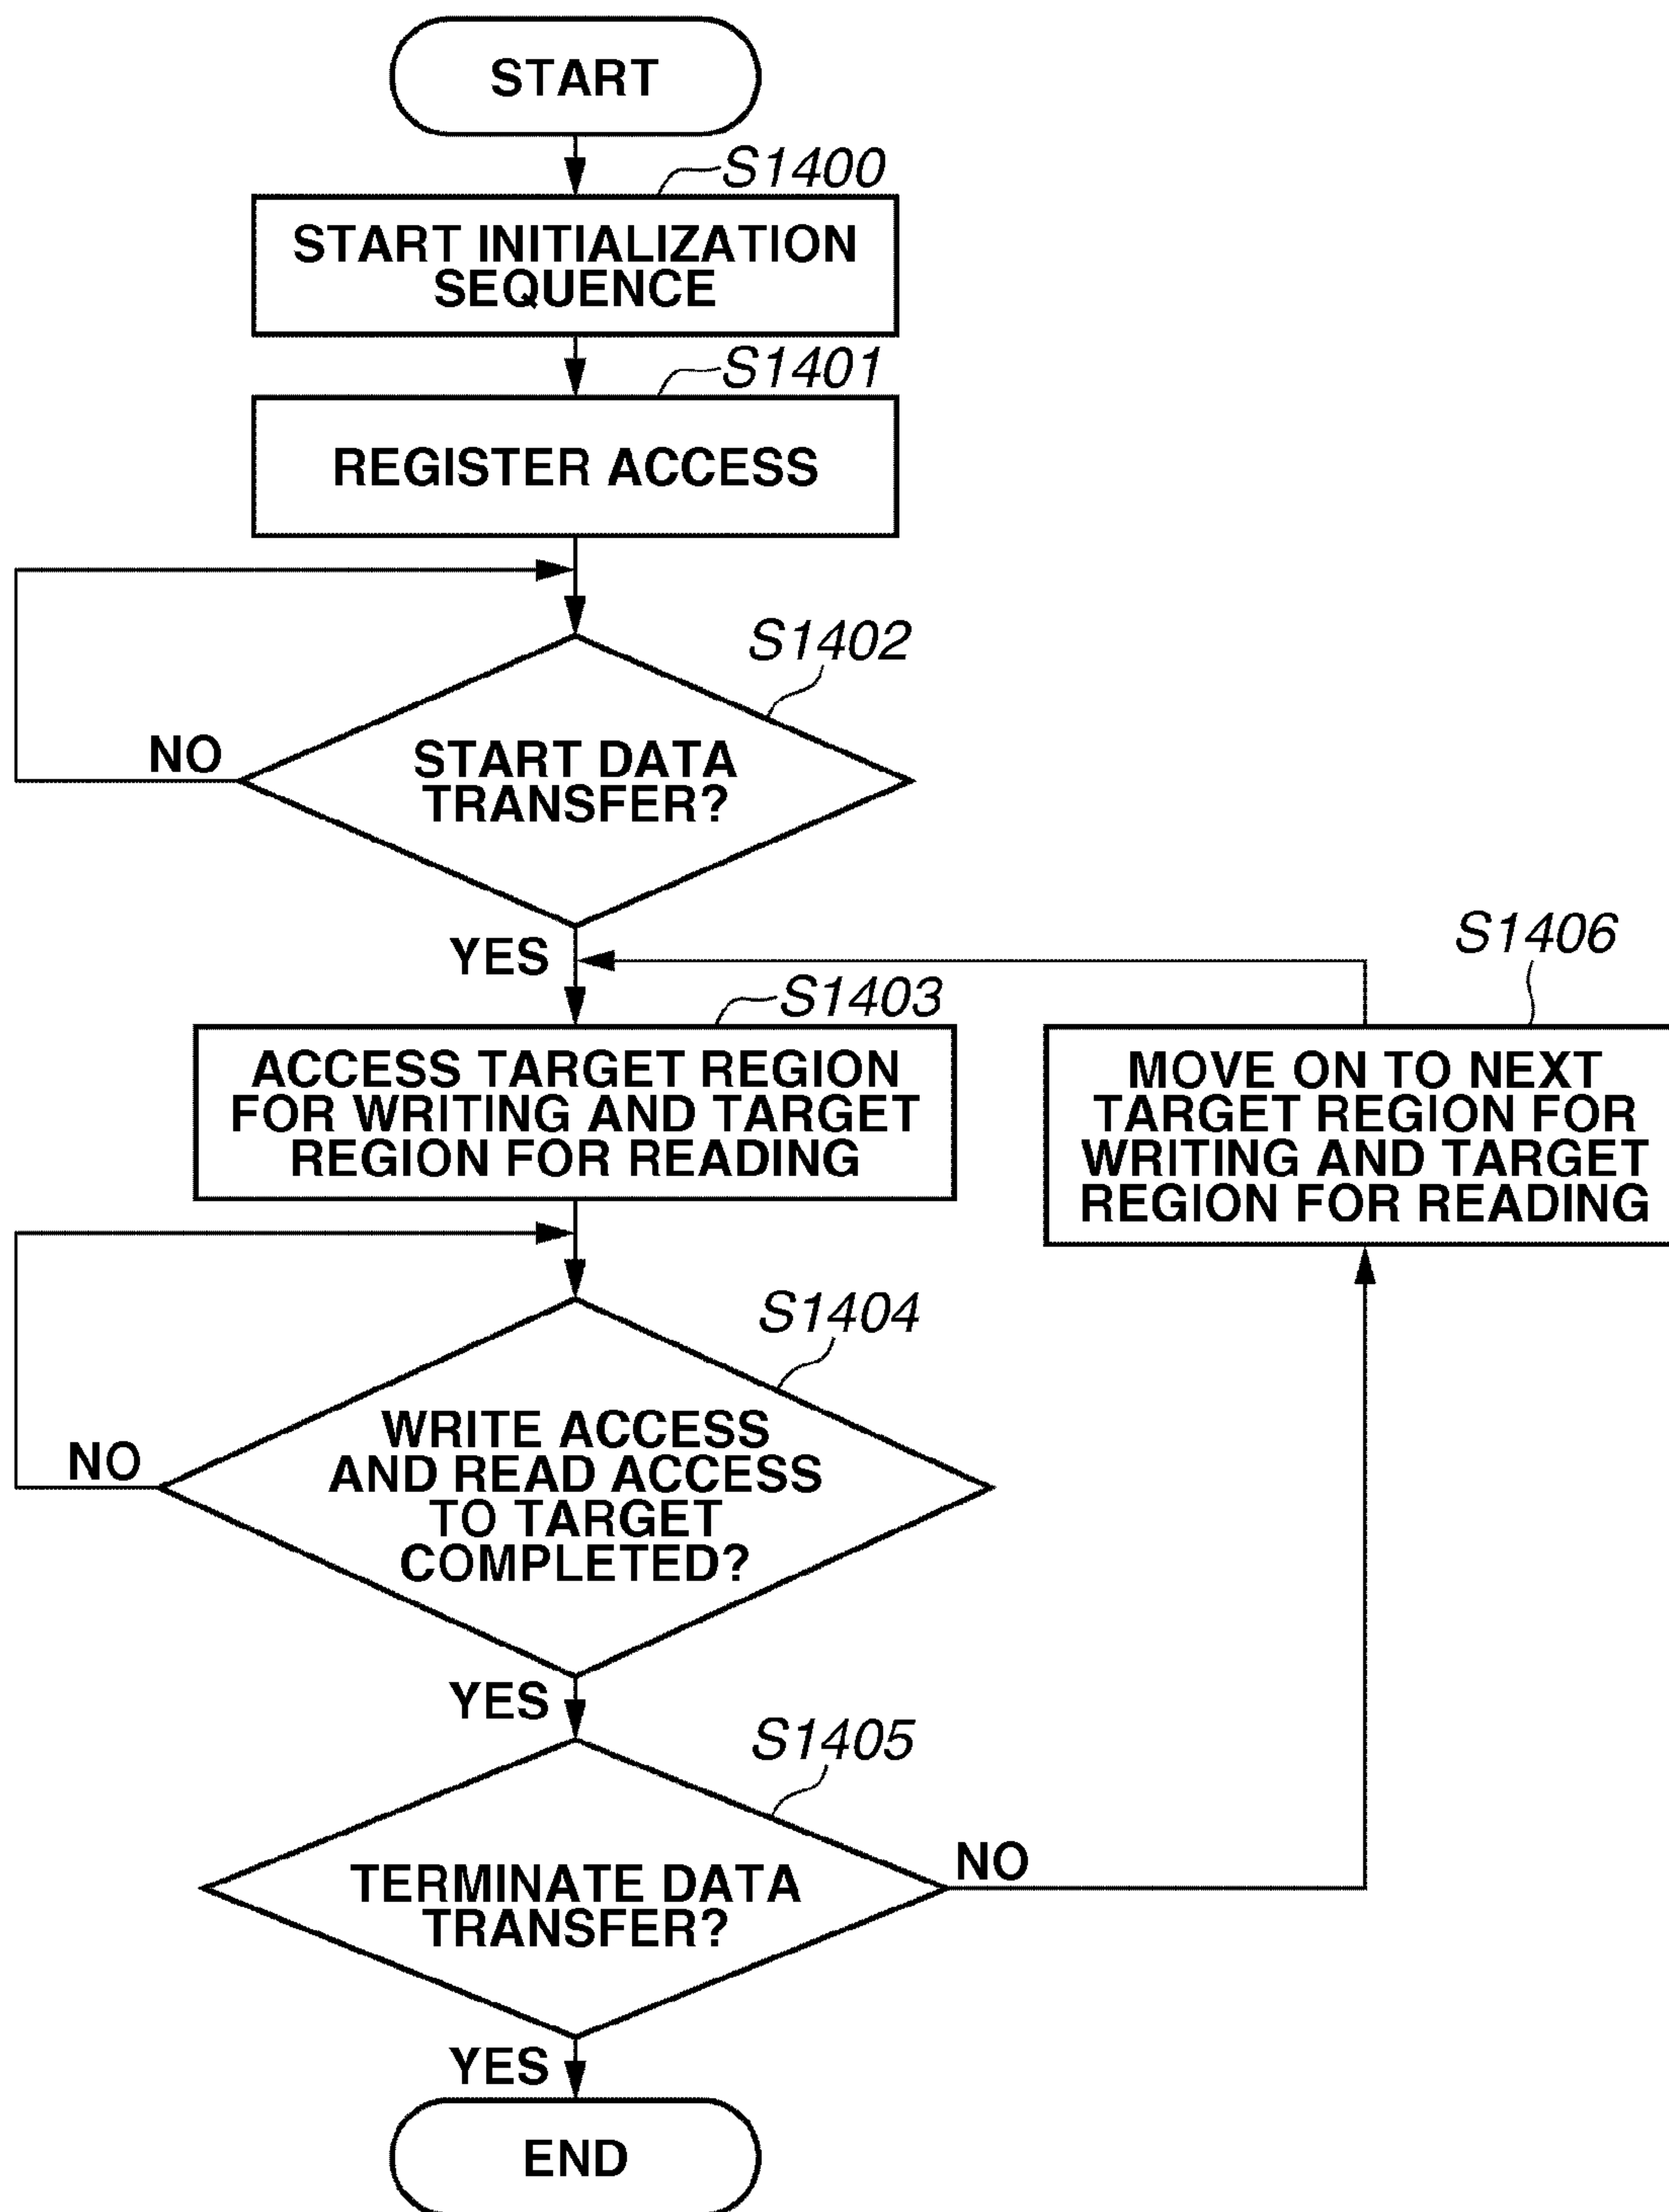 START
S1400
START INITIALIZATION
SEQUENCE
S1401
REGISTER ACCESS
S1402
START DATA
TRANSFER?
NO
YES
S1403
ACCESS TARGET REGION
FOR WRITING AND TARGET
REGION FOR READING
S1406
MOVE ON TO NEXT
TARGET REGION FOR
WRITING AND TARGET
REGION FOR READING
S1404
WRITE ACCESS
AND READ ACCESS
TO TARGET
COMPLETED?
NO
YES
S1405
TERMINATE DATA
TRANSFER?
NO
YES
END